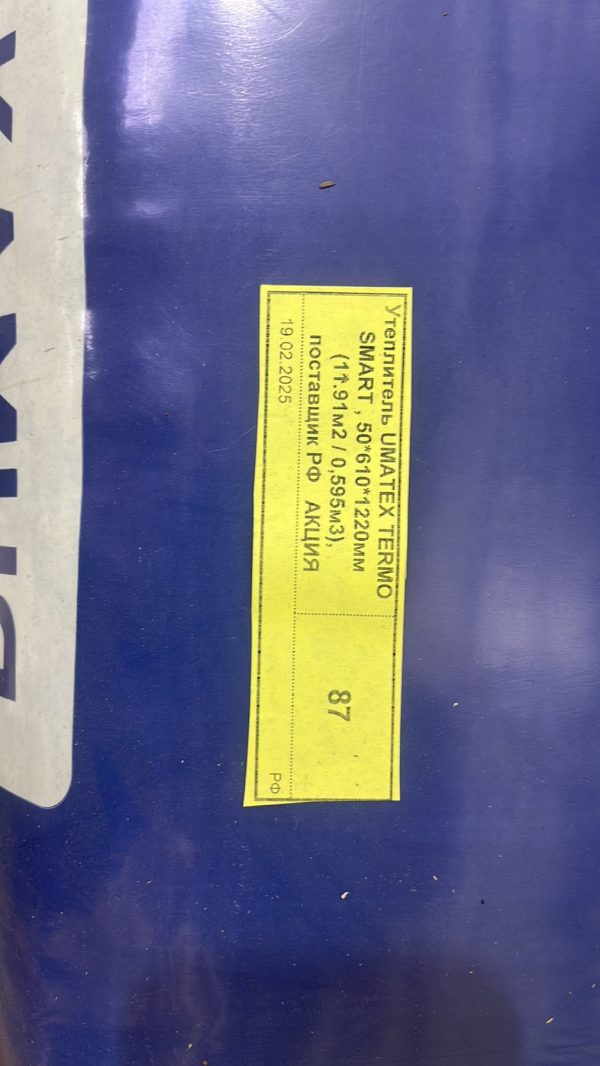 Утеплитель UMATEX TERMO
SMART , 50*610*1220мм
(11.91м2 / 0,595м3),
поставщик РФ АКЦИЯ
87
19.02.2025
РФ